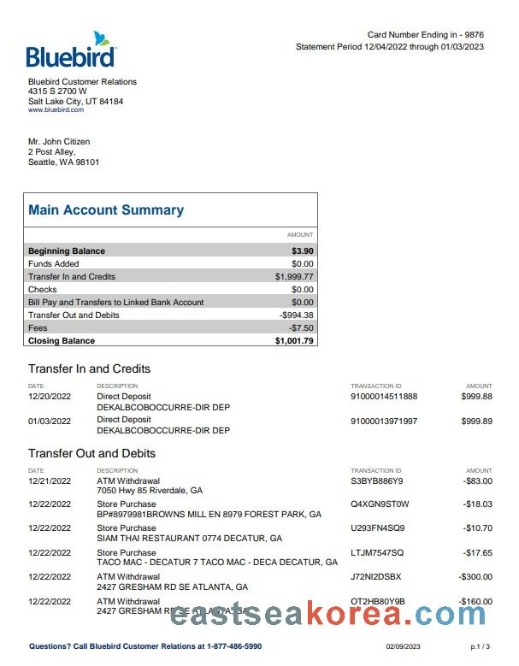 Bluebird
Card Number Ending in - 9876
Statement Period 12/04/2022 through 01/03/2023
Bluebird Customer Relations
4315 S 2700 W
Salt Lake City, UT 84184
www.bluebird.com
Mr. John Citizen
2 Post Alley,
Seattle, WA 98101
Main Account Summary
AMOUNT
Beginning Balance $3.90
Funds Added $0.00
Transfer In and Credits $1,999.77
Checks $0.00
Bill Pay and Transfers to Linked Bank Account $0.00
Transfer Out and Debits -$994.38
Fees -$7.50
Closing Balance $1,001.79
Transfer In and Credits
DATE DESCRIPTION TRANSACTION ID AMOUNT
12/20/2022 Direct Deposit 91000014511888 $999.88
DEKALBCOBOCCURRE-DIR DEP
01/03/2022 Direct Deposit 91000013971997 $999.89
DEKALBCOBOCCURRE-DIR DEP
Transfer Out and Debits
DATE DESCRIPTION TRANSACTION ID AMOUNT
12/21/2022 ATM Withdrawal S3BYB886Y9 -$83.00
7050 Hwy 85 Riverdale, GA
12/22/2022 Store Purchase Q4XGN9ST0W -$18.03
BP#8979981BROWNS MILL EN 8979 FOREST PARK, GA
12/22/2022 Store Purchase U293FN4SQ9 -$10.70
SIAM THAI RESTAURANT 0774 DECATUR, GA
12/22/2022 Store Purchase LTJM7547SQ -$17.65
TACO MAC - DECATUR 7 TACO MAC - DECA DECATUR, GA
12/22/2022 ATM Withdrawal J72NI2DSBX -$300.00
2427 GRESHAM RD SE ATLANTA, GA
12/22/2022 ATM Withdrawal OT2HB80Y9B -$160.00
2427 GRESHAM RD SE ATLANTA, GA
eastseakorea.com
Questions? Call Bluebird Customer Relations at 1-877-486-5990 02/09/2023 p.1 / 3